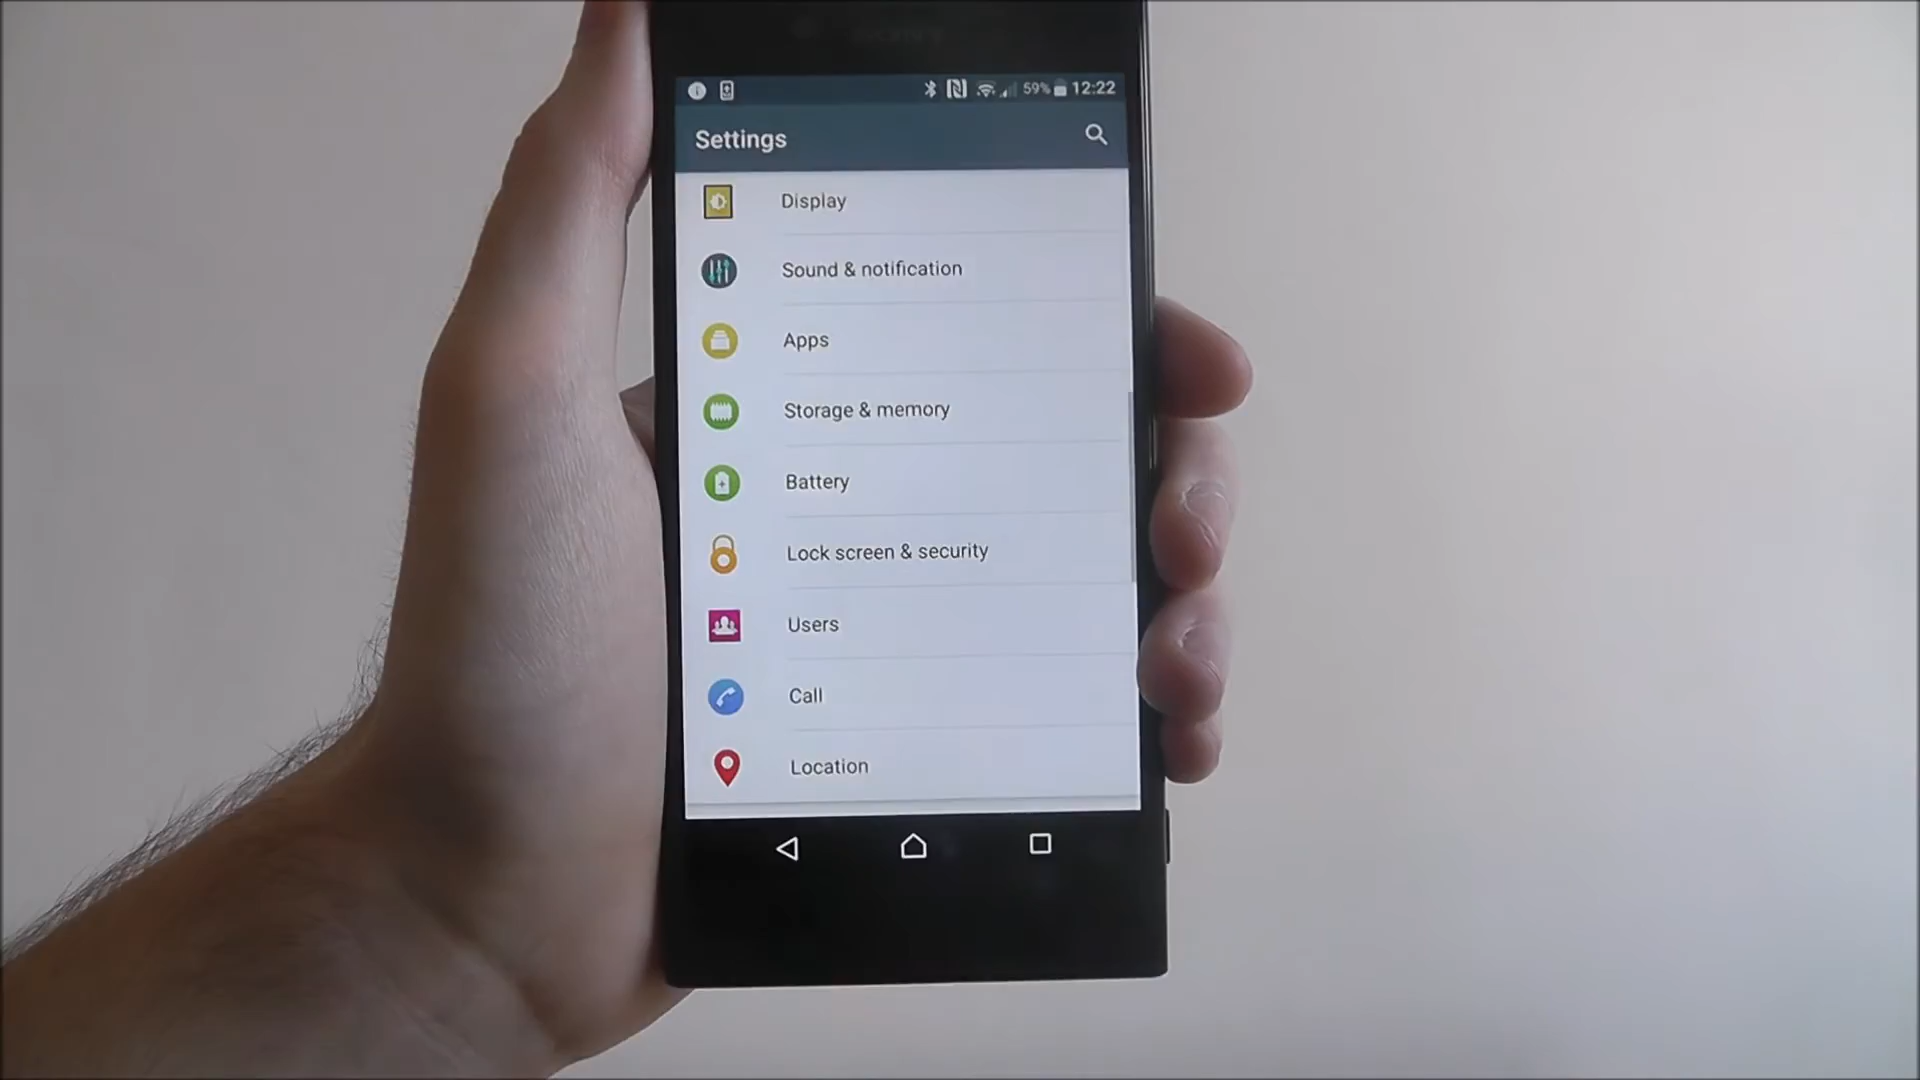 59% 12:22
Settings
Display
Sound & notification
Apps
Storage & memory
Battery
Lock screen & security
Users
Call
Location